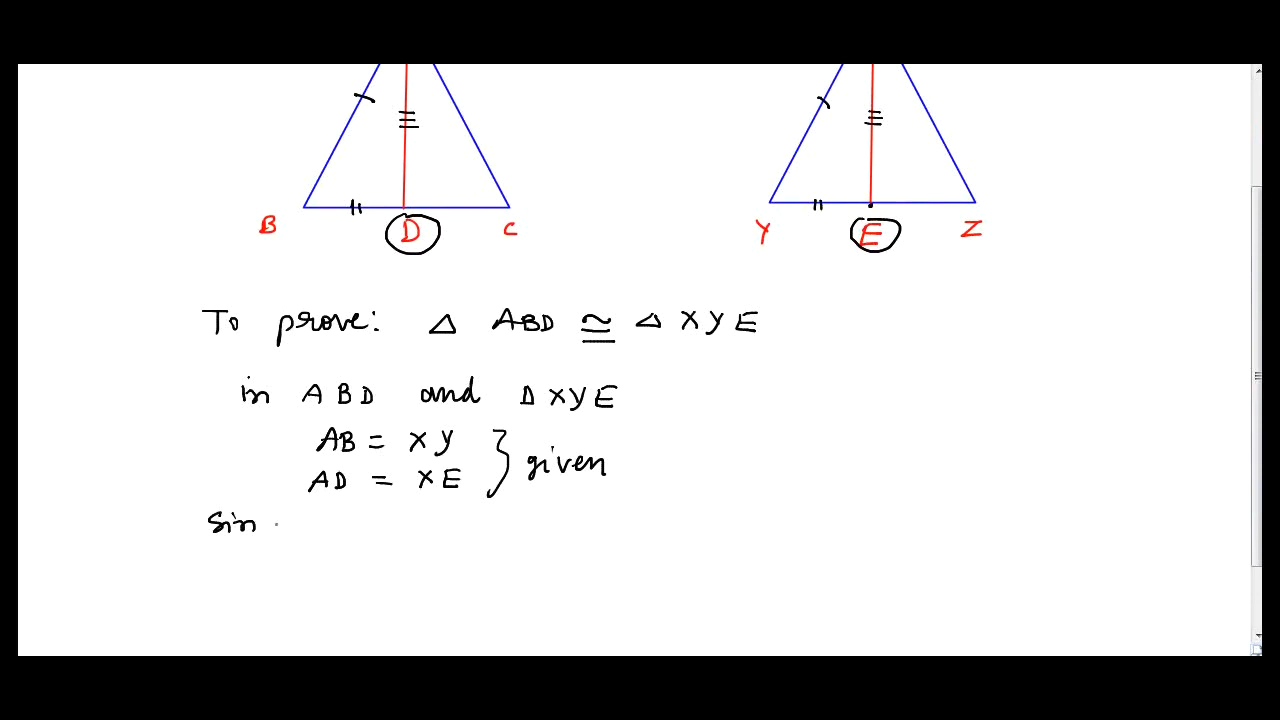 B D C Y E Z
To prove: △ ABD ≅ △ XYE
in ABD and △ XYE
AB = XY
AD = XE } given
Sin